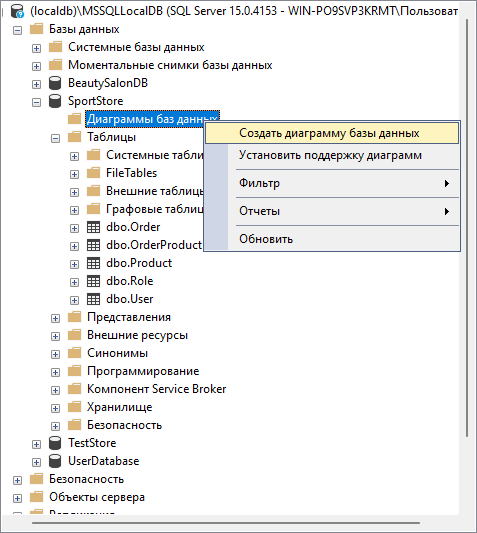 (localdb)\MSSQLLocalDB (SQL Server 15.0.4153 - WIN-PO9SVP3KRMT\Пользоват
Базы данных
Системные базы данных
Моментальные снимки базы данных
BeautySalonDB
SportStore
Диаграммы баз данных
Создать диаграмму базы данных
Таблицы
Системные табли
Установить поддержку диаграмм
FileTables
Фильтр
Внешние таблицы
Графовые таблиц
Отчеты
dbo.Order
Обновить
dbo.OrderProduct
dbo.Product
dbo.Role
dbo.User
Представления
Внешние ресурсы
Синонимы
Программирование
Компонент Service Broker
Хранилище
Безопасность
TestStore
UserDatabase
Безопасность
Объекты сервера